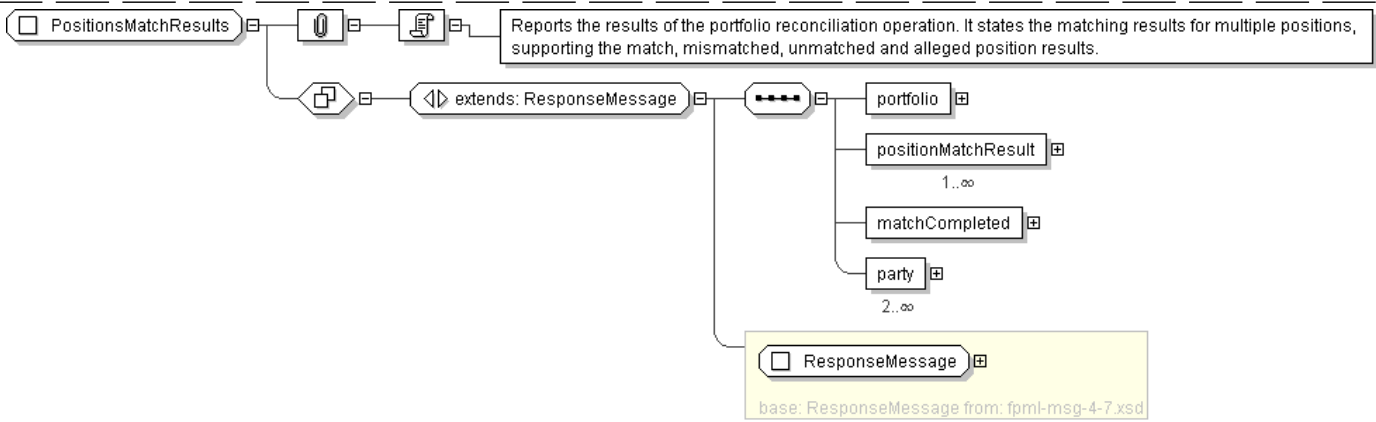 PositionsMatchResults
Reports the results of the portfolio reconciliation operation. It states the matching results for multiple positions,
supporting the match, mismatched, unmatched and alleged position results.
extends: ResponseMessage
portfolio
positionMatchResult
1..∞
matchCompleted
party
2..∞
ResponseMessage
base: ResponseMessage from: fpml-msg-4-7.xsd